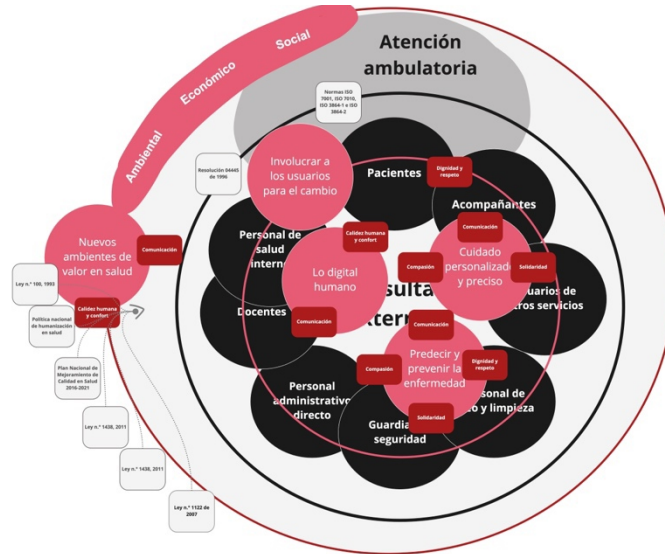 Ambiental
Económico
Social
Atención
ambulatoria
Normas ISO
7001, ISO 7010,
ISO 3864-1 e ISO
3864-2
Resolución 04445
de 1996
Involucrar a
los usuarios
para el cambio
Pacientes
Dignidad y
respeto
Acompañantes
Comunicación
Cuidado
personalizado
y preciso
Compasión
Solidaridad
Calidez humana
y confort
Personal de
salud
interno
Lo digital
humano
Comunicación
Docentes
Nuevos
ambientes de
valor en salud
Comunicación
Calidez humana
y confort
Ley n.° 100, 1993
Política
nacional de
humanización
en salud
Plan Nacional de
Mejoramiento de
Calidad en Salud
2016-2021
Ley n.° 1438, 2011
Ley n.° 1438, 2011
Ley n.° 1122 de
2007
Comunicación
Predecir y
prevenir la
enfermedad
Compasión
Dignidad y
respeto
Solidaridad
Personal
administrativo
directo
Guardia
seguridad
y limpieza